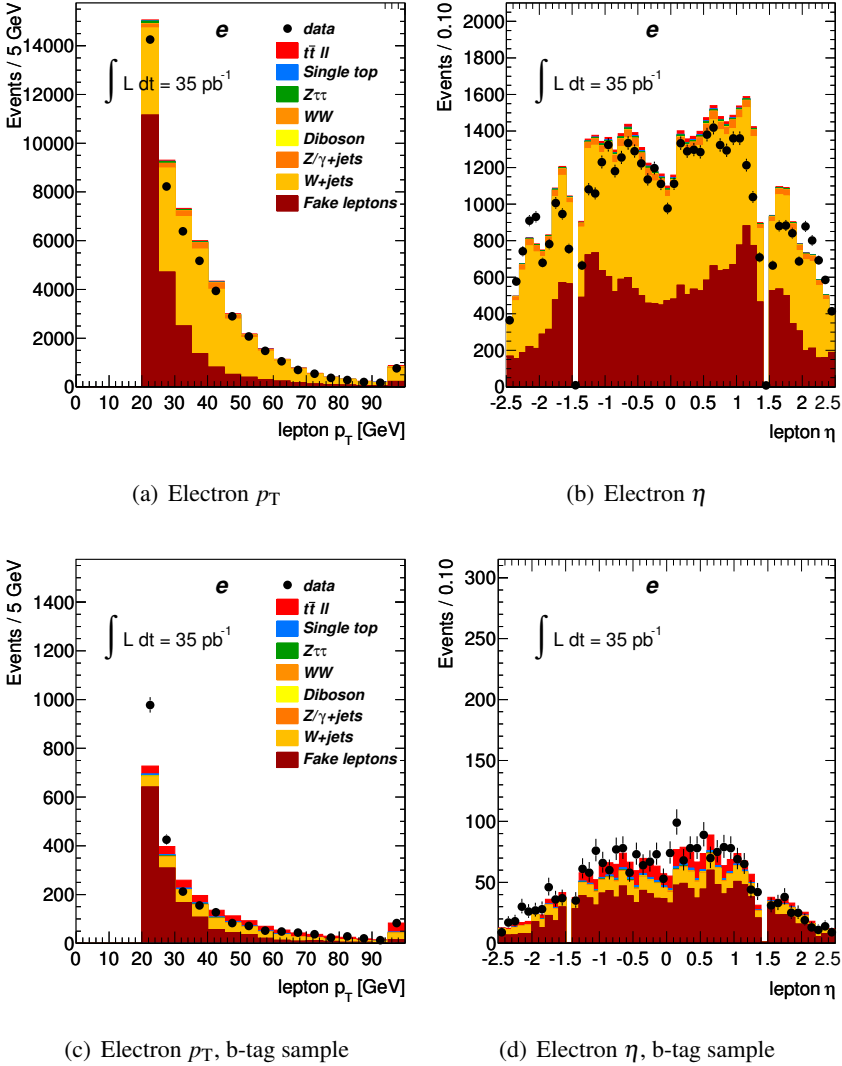 Events / 5 GeV
14000
12000
10000
8000
6000
4000
2000
0
e
∫ L dt = 35 pb-1
data
tt̄ ll
Single top
Zττ
WW
Diboson
Z/γ+jets
W+jets
Fake leptons
0 10 20 30 40 50 60 70 80 90
lepton pT [GeV]
(a) Electron pT
Events / 0.10
2000
1800
1600
1400
1200
1000
800
600
400
200
0
e
∫ L dt = 35 pb-1
-2.5 -2 -1.5 -1 -0.5 0 0.5 1 1.5 2 2.5
lepton η
(b) Electron η
Events / 5 GeV
1400
1200
1000
800
600
400
200
0
e
∫ L dt = 35 pb-1
data
tt̄ ll
Single top
Zττ
WW
Diboson
Z/γ+jets
W+jets
Fake leptons
0 10 20 30 40 50 60 70 80 90
lepton pT [GeV]
(c) Electron pT, b-tag sample
Events / 0.10
300
250
200
150
100
50
0
e
∫ L dt = 35 pb-1
-2.5 -2 -1.5 -1 -0.5 0 0.5 1 1.5 2 2.5
lepton η
(d) Electron η, b-tag sample